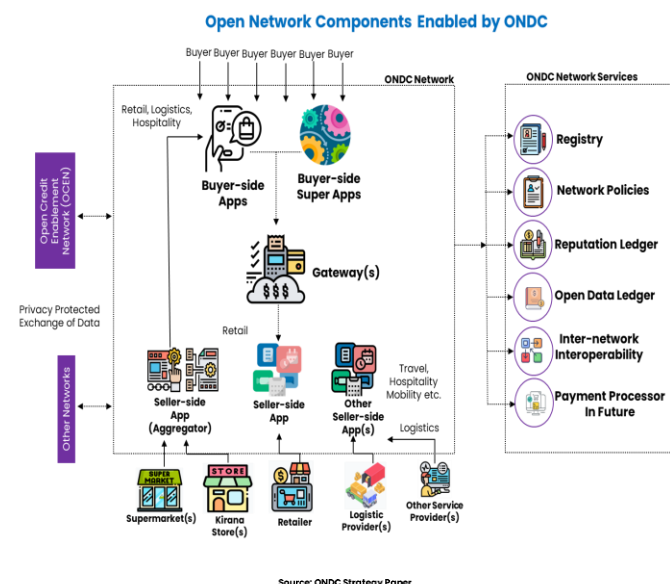 Open Network Components Enabled by ONDC
Buyer Buyer Buyer Buyer Buyer Buyer
ONDC Network
ONDC Network Services
Retail, Logistics,
Hospitality
Buyer-side
Apps
Buyer-side
Super Apps
Registry
Network Policies
Reputation Ledger
Open Data Ledger
Inter-network
Interoperability
Payment Processor
In Future
Open Credit
Enablement
Network (OCEN)
Gateway(s)
$$$
Privacy Protected
Exchange of Data
Retail
Other Networks
Seller-side
App
(Aggregator)
Seller-side
App
Other
Seller-side
App(s)
Travel,
Hospitality
Mobility etc.
Logistics
SUPER
MARKET
Supermarket(s)
STORE
Kirana
Store(s)
Retailer
Logistic
Provider(s)
Other Service
Provider(s)
Source: ONDC Strategy Paper